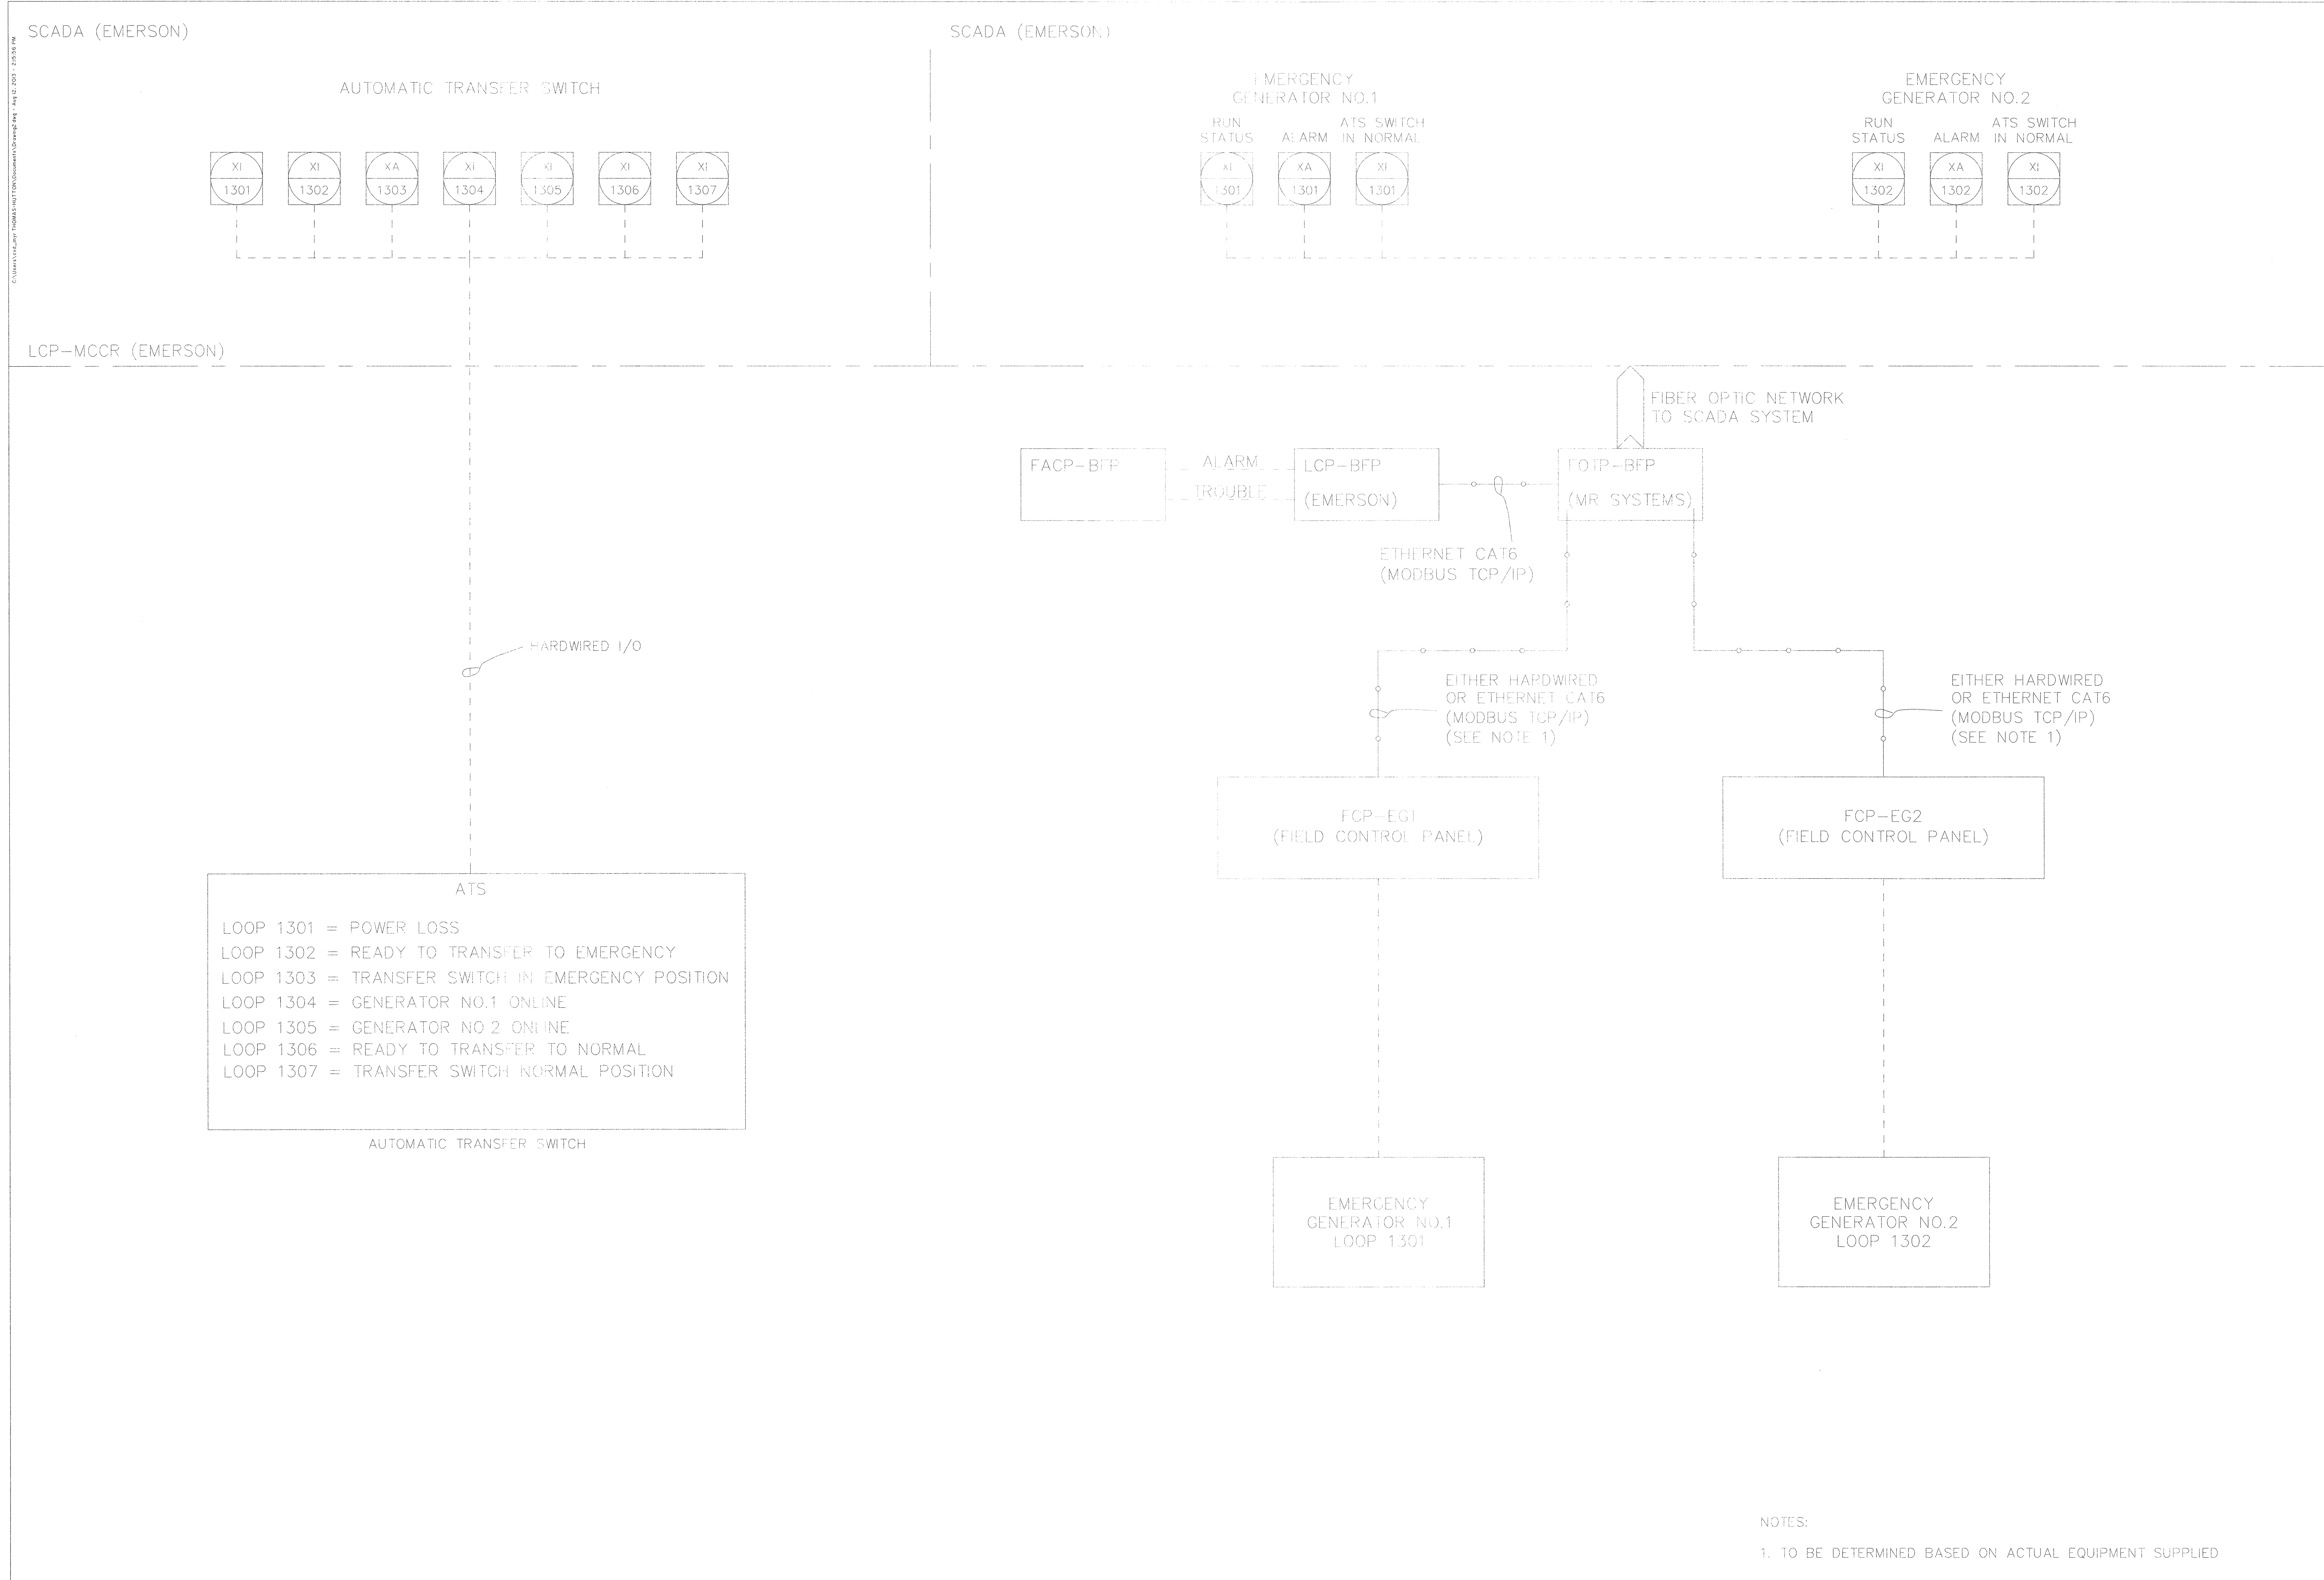 SCADA (EMERSON)
AUTOMATIC TRANSFER SWITCH
XI
1301
XI
1302
XA
1303
XI
1304
XI
1305
XI
1306
XI
1307
LCP-MCCR (EMERSON)
SCADA (EMERSON)
EMERGENCY
GENERATOR NO.1
RUN
STATUS
ALARM
ATS SWITCH
IN NORMAL
XI
1301
XA
1301
XI
1301
EMERGENCY
GENERATOR NO.2
RUN
STATUS
ALARM
ATS SWITCH
IN NORMAL
XI
1302
XA
1302
XI
1302
FIBER OPTIC NETWORK
TO SCADA SYSTEM
FACP-BFP
ALARM
TROUBLE
LCP-BFP
(EMERSON)
FOTP-BFP
(MR SYSTEMS)
ETHERNET CAT6
(MODBUS TCP/IP)
HARDWIRED I/O
EITHER HARDWIRED
OR ETHERNET CAT6
(MODBUS TCP/IP)
(SEE NOTE 1)
EITHER HARDWIRED
OR ETHERNET CAT6
(MODBUS TCP/IP)
(SEE NOTE 1)
FCP-EG1
(FIELD CONTROL PANEL)
FCP-EG2
(FIELD CONTROL PANEL)
ATS
LOOP 1301 = POWER LOSS
LOOP 1302 = READY TO TRANSFER TO EMERGENCY
LOOP 1303 = TRANSFER SWITCH IN EMERGENCY POSITION
LOOP 1304 = GENERATOR NO.1 ONLINE
LOOP 1305 = GENERATOR NO.2 ONLINE
LOOP 1306 = READY TO TRANSFER TO NORMAL
LOOP 1307 = TRANSFER SWITCH NORMAL POSITION
AUTOMATIC TRANSFER SWITCH
EMERGENCY
GENERATOR NO.1
LOOP 1301
EMERGENCY
GENERATOR NO.2
LOOP 1302
NOTES:
1. TO BE DETERMINED BASED ON ACTUAL EQUIPMENT SUPPLIED